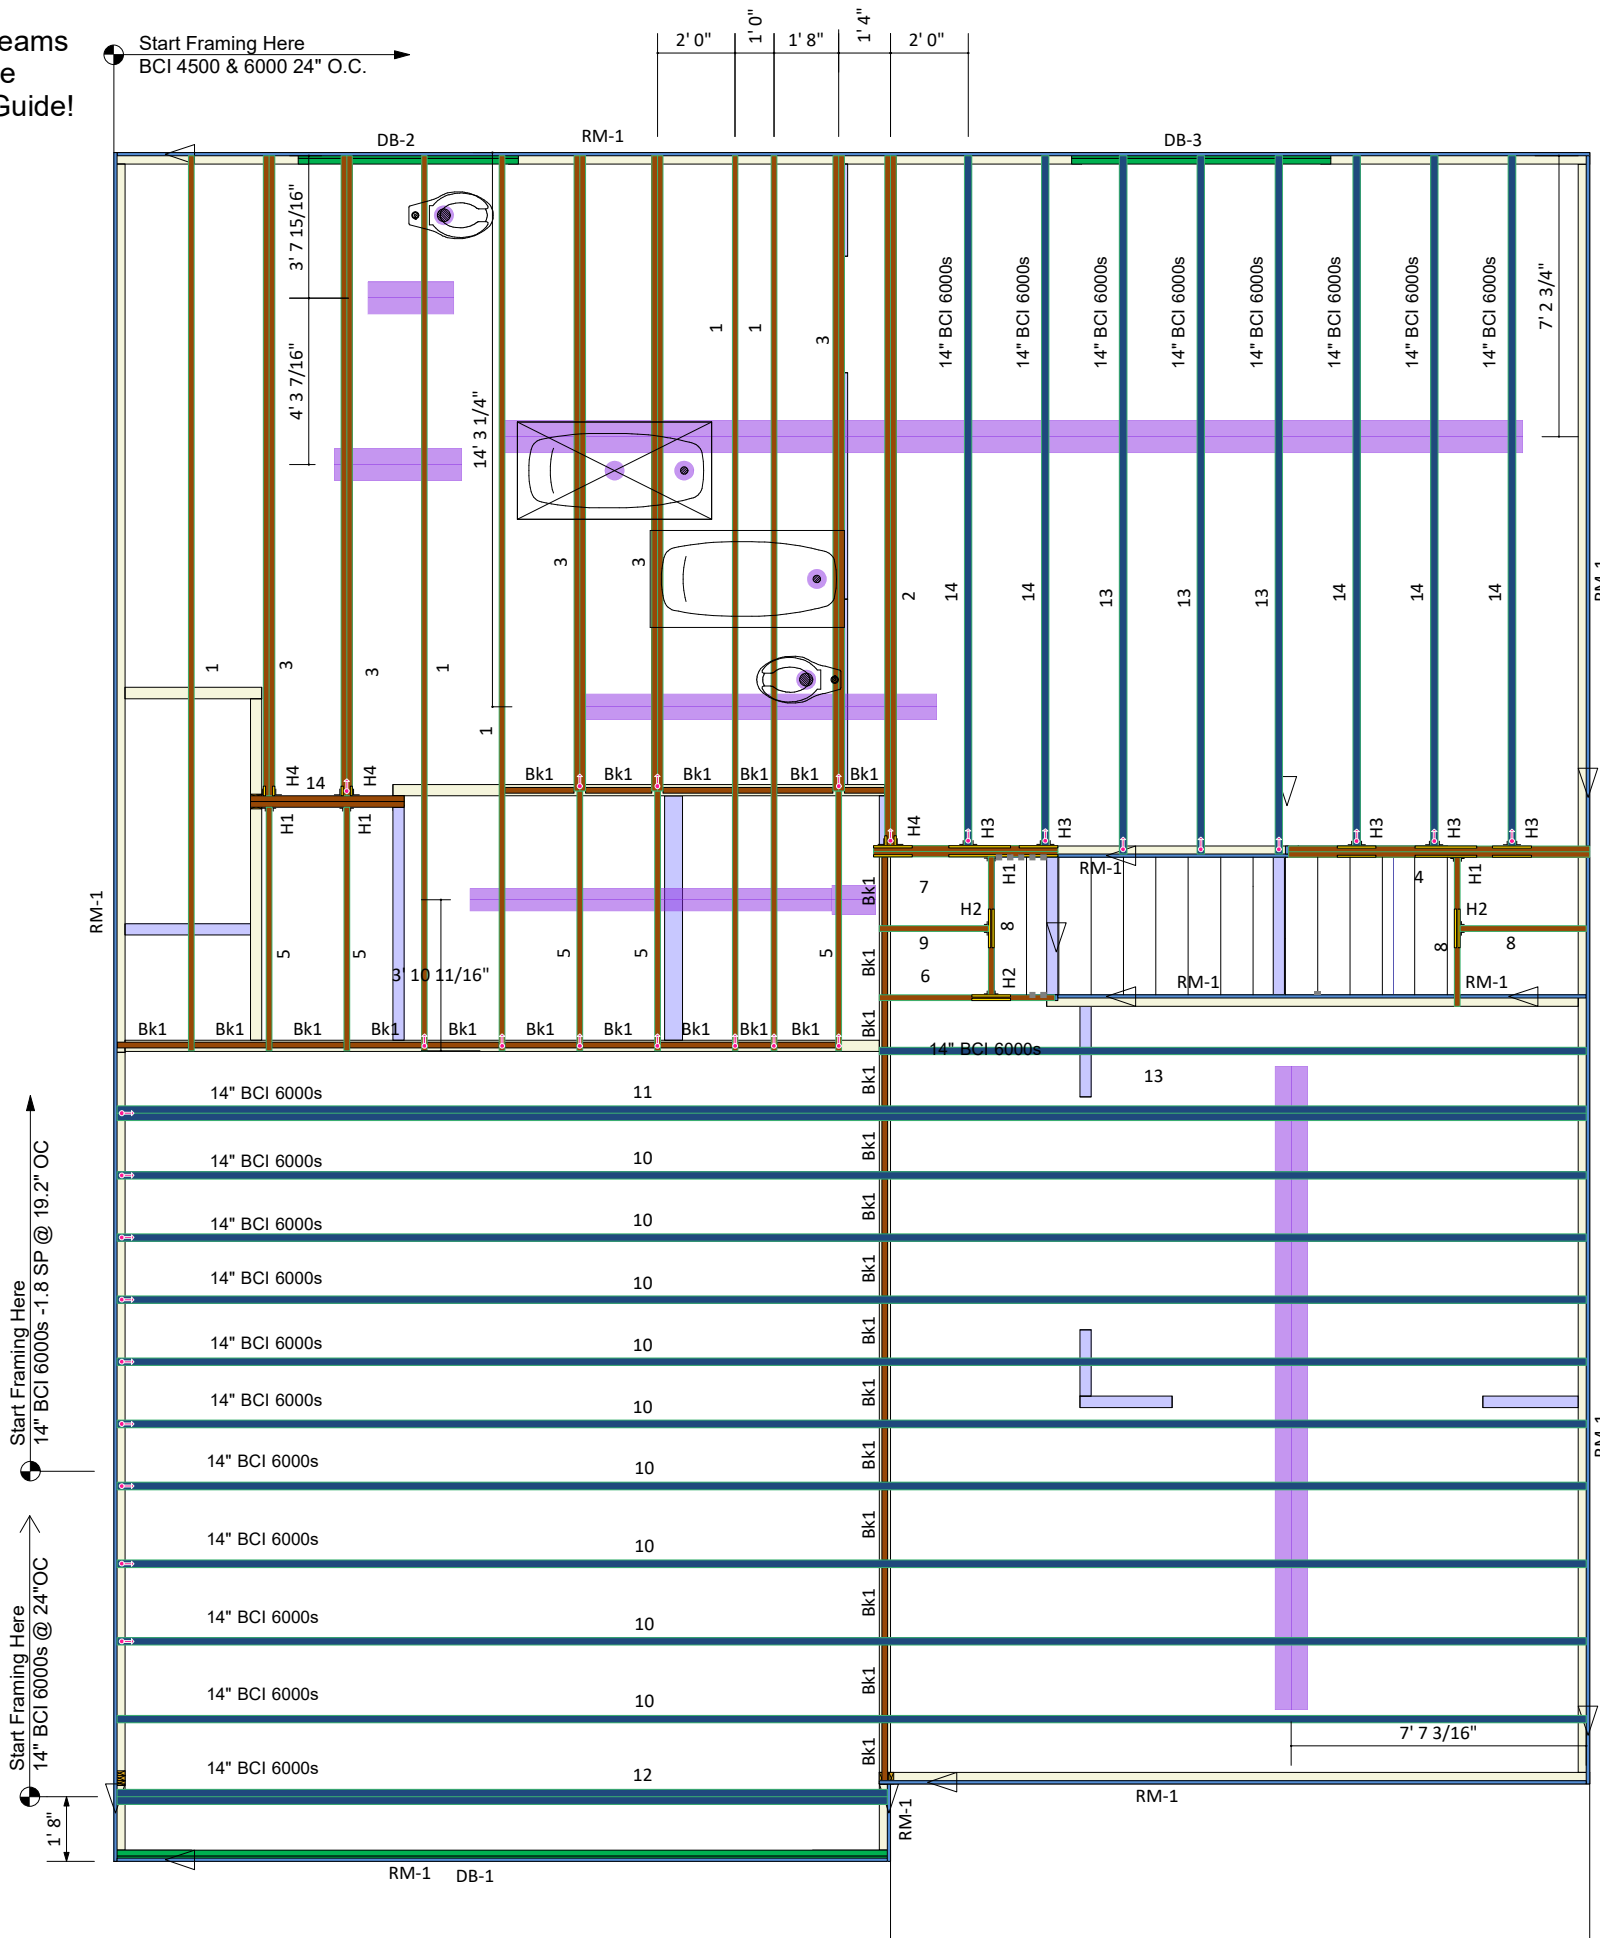 eams
e
Guide!
Start Framing Here
BCI 4500 & 6000 24" O.C.
2' 0"
1' 0"
1' 8"
1' 4"
2' 0"
DB-2
RM-1
DB-3
3' 7 15/16"
4' 3 7/16"
14' 3 1/4"
7' 2 3/4"
14" BCI 6000s
14" BCI 6000s
14" BCI 6000s
14" BCI 6000s
14" BCI 6000s
14" BCI 6000s
14" BCI 6000s
14" BCI 6000s
1
1
3
3
3
2
14
14
13
13
13
14
14
14
RM-1
1
3
3
1
1
H4
14
H4
H1
H1
Bk1
Bk1
Bk1
Bk1
Bk1
Bk1
H4
H3
H3
H3
H3
H3
RM-1
RM-1
7
H1
4
H1
Bk1
H2
8
H2
9
8
8
6
H2
Bk1
5
5
5
5
5
3' 10 11/16"
RM-1
RM-1
Bk1
Bk1
Bk1
Bk1
Bk1
Bk1
Bk1
Bk1
Bk1
Bk1
14" BCI 6000s
13
Bk1
14" BCI 6000s
11
14" BCI 6000s
10
Bk1
14" BCI 6000s
10
Bk1
14" BCI 6000s
10
Bk1
14" BCI 6000s
10
Bk1
14" BCI 6000s
10
Bk1
14" BCI 6000s
10
Bk1
14" BCI 6000s
10
Bk1
14" BCI 6000s
10
Bk1
14" BCI 6000s
10
Bk1
14" BCI 6000s
12
Bk1
Start Framing Here
14" BCI 6000s -1.8 SP @ 19.2" OC
Start Framing Here
14" BCI 6000s @ 24"OC
1' 8"
RM-1
7' 7 3/16"
RM-1
RM-1
RM-1
DB-1